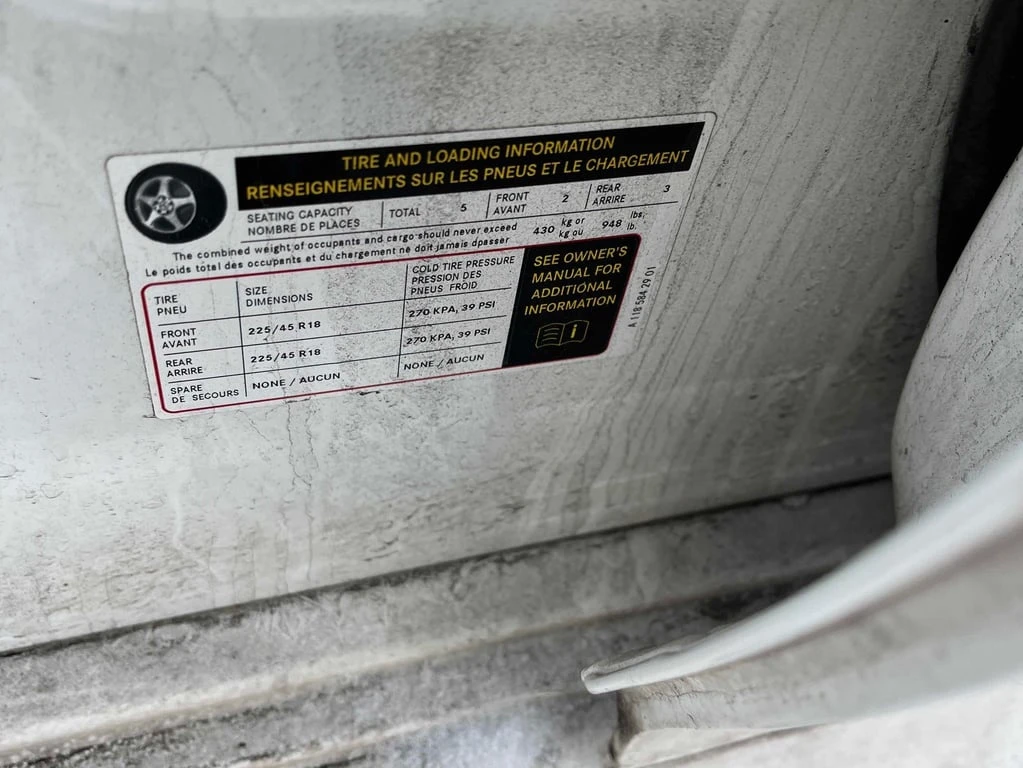 TIRE AND LOADING INFORMATION
RENSEIGNEMENTS SUR LES PNEUS ET LE CHARGEMENT
SEATING CAPACITY
NOMBRE DE PLACES
TOTAL 5
FRONT
AVANT
2
REAR
ARRIRE
3
The combined weight of occupants and cargo should never exceed
Le poids total des occupants et du chargement ne doit jamais dpasser
430 kg or
kg ou
948 lbs.
lb.
TIRE
PNEU
SIZE
DIMENSIONS
COLD TIRE PRESSURE
PRESSION DES
PNEUS FROID
FRONT
AVANT
225/45 R18
270 KPA, 39 PSI
REAR
ARRIRE
225/45 R18
270 KPA, 39 PSI
SPARE
DE SECOURS
NONE / AUCUN
NONE / AUCUN
SEE OWNER'S
MANUAL FOR
ADDITIONAL
INFORMATION
A 118 584 29 01